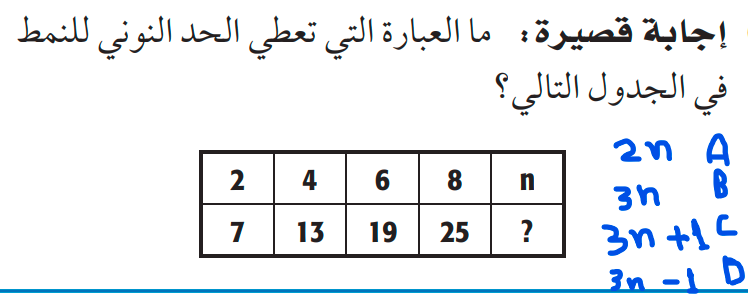 إجابة قصيرة: ما العبارة التي تعطي الحد النوني للنمط
في الجدول التالي؟
2n A
3n B
3n +1 C
3n -1 D
2 4 6 8 n
7 13 19 25 ?